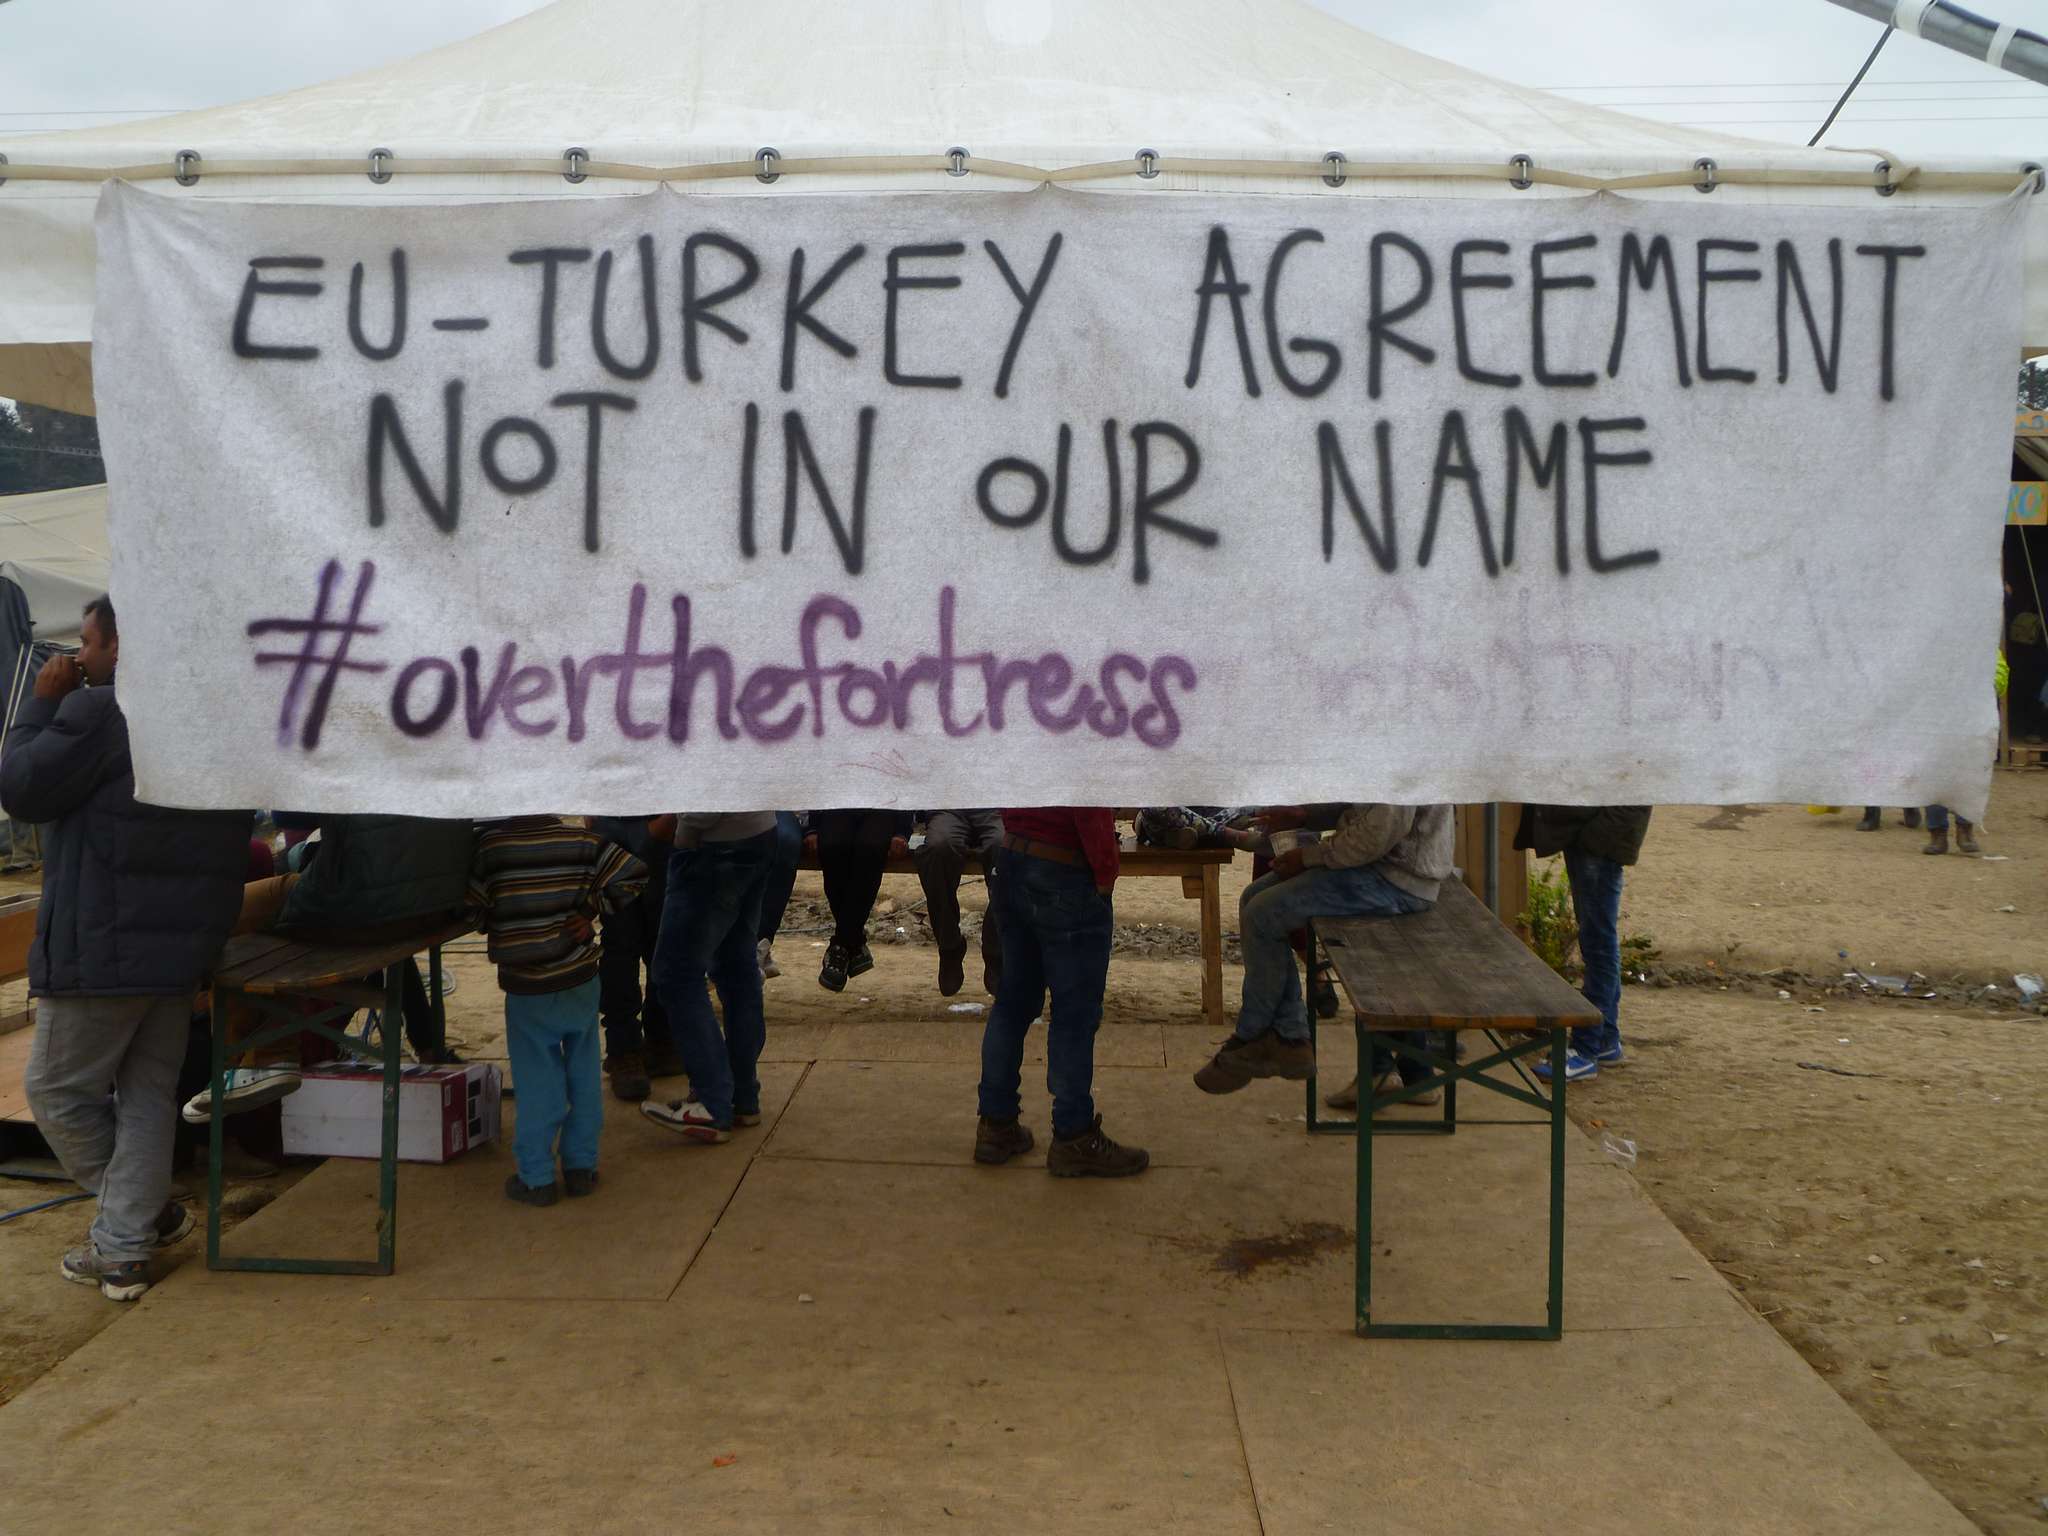 EU-TURKEY AGREEMENT
NOT IN OUR NAME
#overthefortress